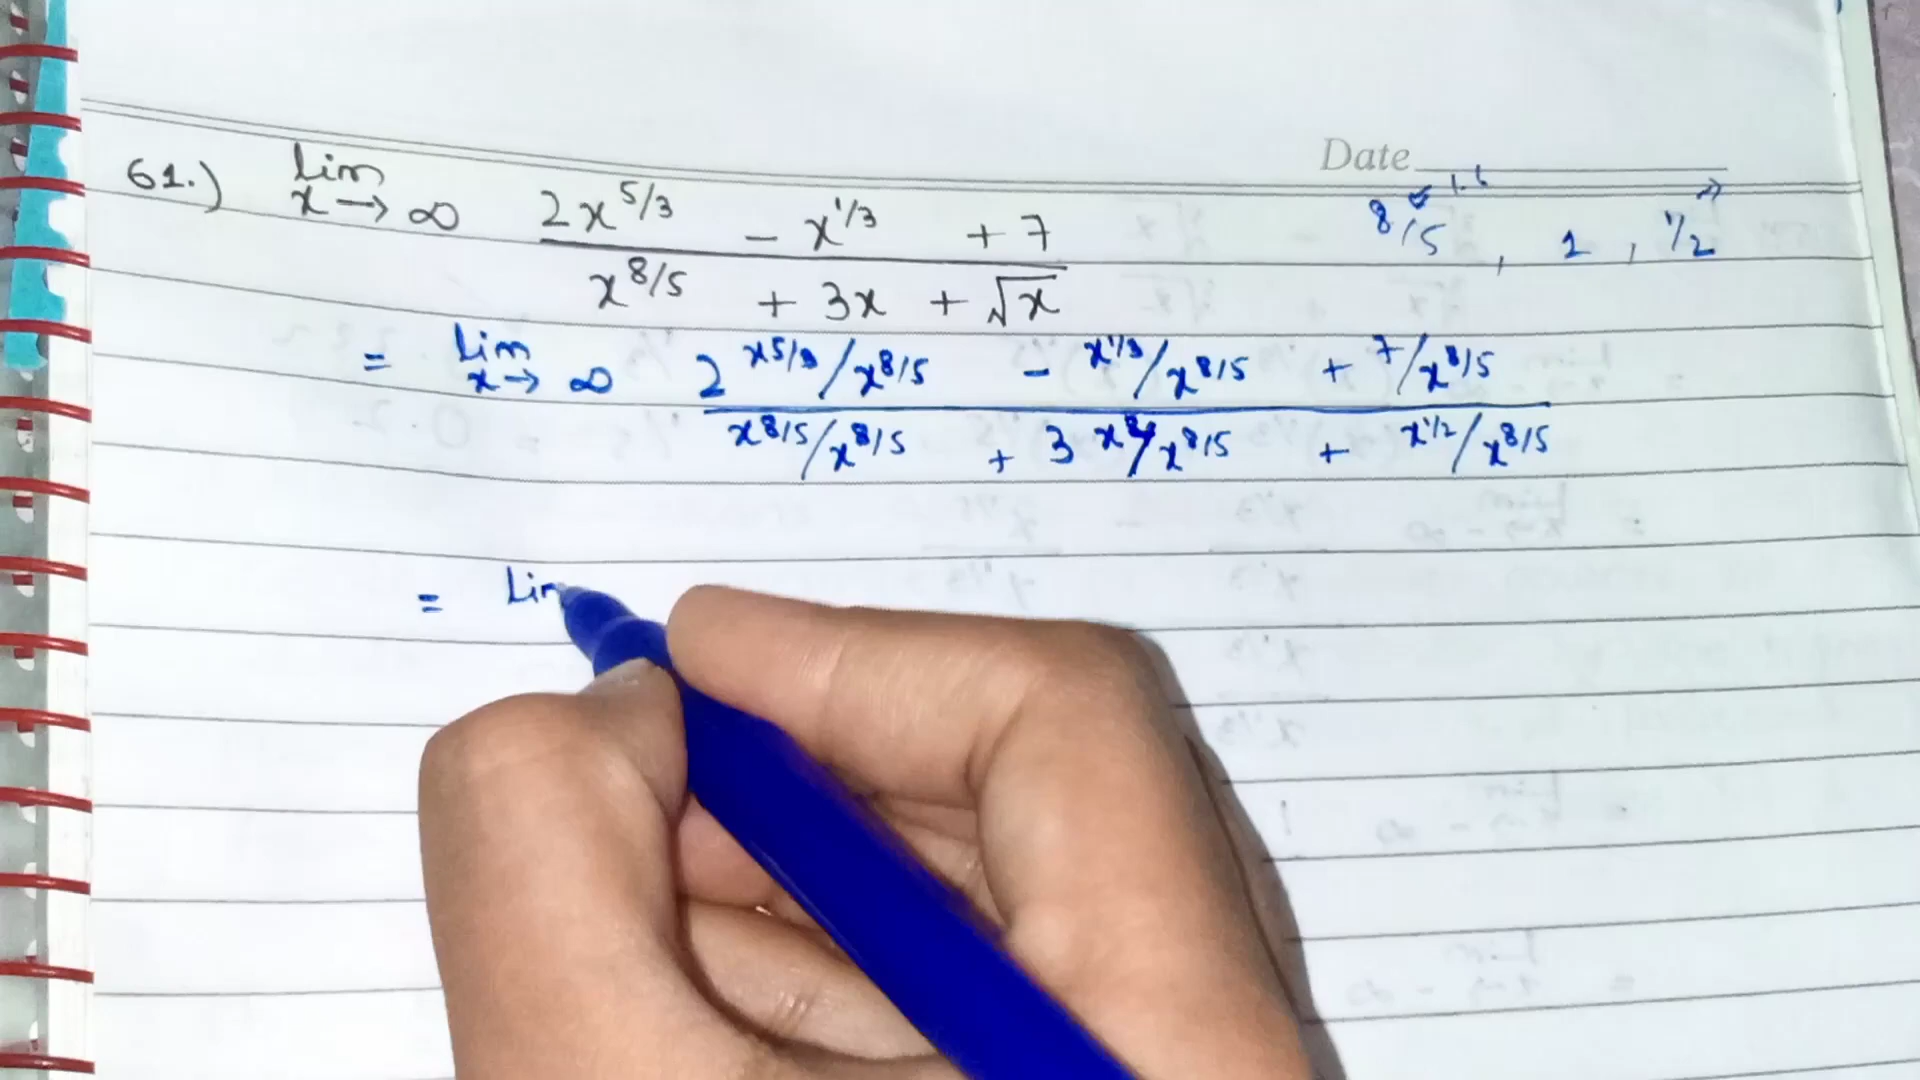 Date
61.) lim x→∞ 2x^5/3 - x^1/3 + 7 / x^8/5 + 3x + √x
8/5 1.6 , 1 , 1/2
= lim x→∞ 2 x^5/3/x^8/5 - x^1/3/x^8/5 + 7/x^8/5
x^8/5/x^8/5 + 3 x/x^8/5 + x^1/2/x^8/5
= Lim